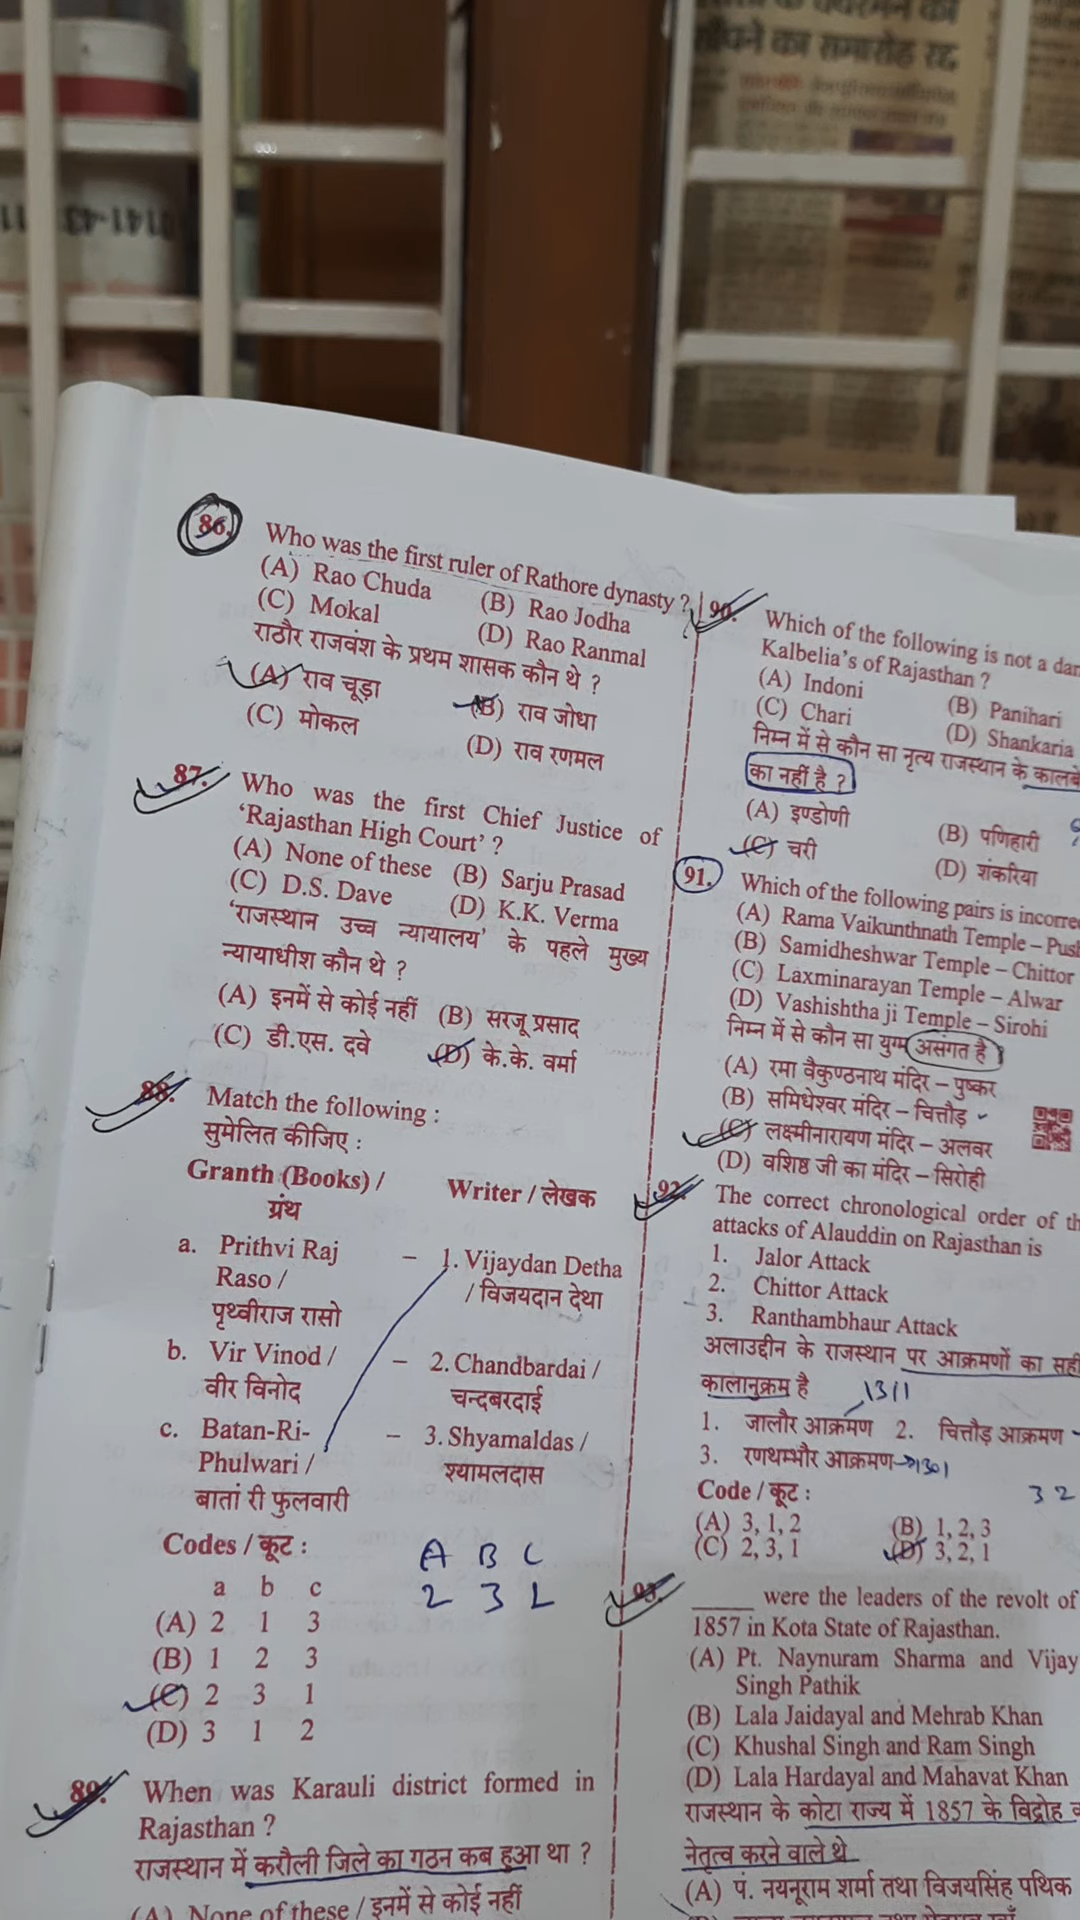 सौंपने का समारोह रद्द
0141-43
86. Who was the first ruler of Rathore dynasty ?
(A) Rao Chuda (B) Rao Jodha
(C) Mokal (D) Rao Ranmal
राठौर राजवंश के प्रथम शासक कौन थे ?
(A) राव चूड़ा (B) राव जोधा
(C) मोकल (D) राव रणमल
87. Who was the first Chief Justice of
‘Rajasthan High Court’ ?
(A) None of these (B) Sarju Prasad
(C) D.S. Dave (D) K.K. Verma
‘राजस्थान उच्च न्यायालय’ के पहले मुख्य
न्यायाधीश कौन थे ?
(A) इनमें से कोई नहीं (B) सरजू प्रसाद
(C) डी.एस. दवे (D) के.के. वर्मा
88. Match the following :
सुमेलित कीजिए :
Granth (Books) / Writer / लेखक
ग्रंथ
a. Prithvi Raj – 1. Vijaydan Detha
Raso / / विजयदान देथा
पृथ्वीराज रासो
b. Vir Vinod / – 2. Chandbardai /
वीर विनोद चन्दबरदाई
c. Batan-Ri- – 3. Shyamaldas /
Phulwari / श्यामलदास
बातां री फुलवारी
Codes / कूट : A B C
a b c 2 3 1
(A) 2 1 3
(B) 1 2 3
(C) 2 3 1
(D) 3 1 2
89. When was Karauli district formed in
Rajasthan ?
राजस्थान में करौली जिले का गठन कब हुआ था ?
(A) None of these / इनमें से कोई नहीं
90. Which of the following is not a dan
Kalbelia’s of Rajasthan ?
(A) Indoni (B) Panihari
(C) Chari (D) Shankaria
निम्न में से कौन सा नृत्य राजस्थान के कालबे
का नहीं है ?
(A) इण्डोणी (B) पणिहारी
(C) चरी (D) शंकरिया
91. Which of the following pairs is incorrec
(A) Rama Vaikunthnath Temple – Push
(B) Samidheshwar Temple – Chittor
(C) Laxminarayan Temple – Alwar
(D) Vashishtha ji Temple – Sirohi
निम्न में से कौन सा युग्म असंगत है ?
(A) रमा वैकुण्ठनाथ मंदिर – पुष्कर
(B) समिधेश्वर मंदिर – चित्तौड़
(C) लक्ष्मीनारायण मंदिर – अलवर
(D) वशिष्ठ जी का मंदिर – सिरोही
92. The correct chronological order of th
attacks of Alauddin on Rajasthan is
1. Jalor Attack
2. Chittor Attack
3. Ranthambhaur Attack
अलाउद्दीन के राजस्थान पर आक्रमणों का सही
कालानुक्रम है 1311
1. जालौर आक्रमण 2. चित्तौड़ आक्रमण
3. रणथम्भौर आक्रमण 1301
Code / कूट : 3 2
(A) 3, 1, 2 (B) 1, 2, 3
(C) 2, 3, 1 (D) 3, 2, 1
93. _____ were the leaders of the revolt of
1857 in Kota State of Rajasthan.
(A) Pt. Naynuram Sharma and Vijay
Singh Pathik
(B) Lala Jaidayal and Mehrab Khan
(C) Khushal Singh and Ram Singh
(D) Lala Hardayal and Mahavat Khan
राजस्थान के कोटा राज्य में 1857 के विद्रोह क
नेतृत्व करने वाले थे
(A) पं. नयनूराम शर्मा तथा विजयसिंह पथिक